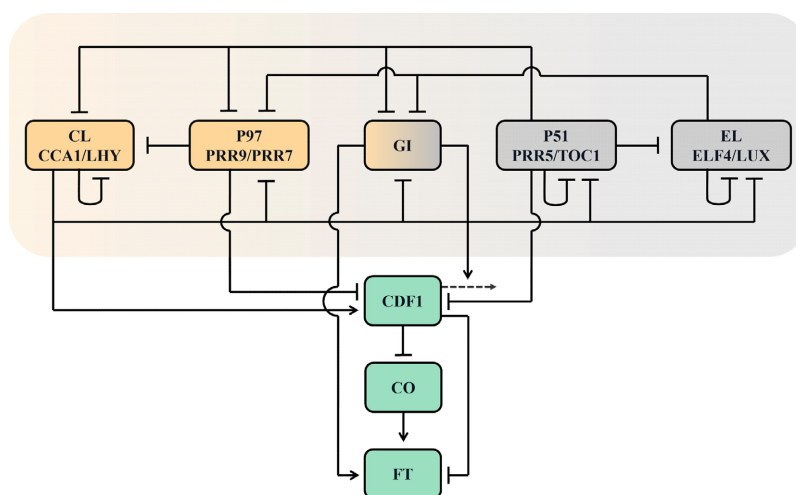 CL
CCA1/LHY
P97
PRR9/PRR7
GI
P51
PRR5/TOC1
EL
ELF4/LUX
CDF1
CO
FT